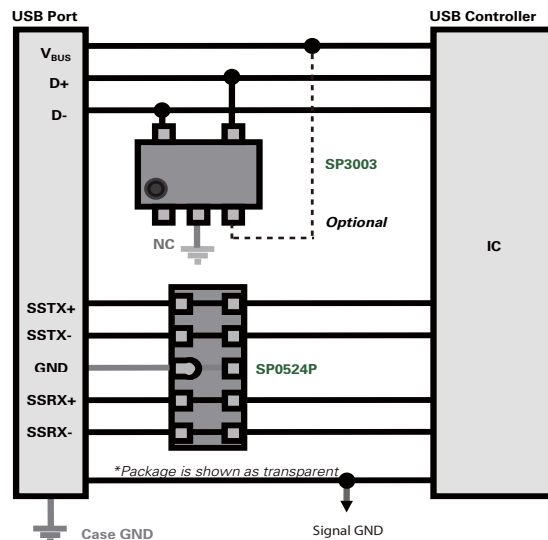 USB Port
USB Controller
VBUS
D+
D-
SP3003
Optional
NC
IC
SSTX+
SSTX-
GND
SP0524P
SSRX+
SSRX-
*Package is shown as transparent
Case GND
Signal GND